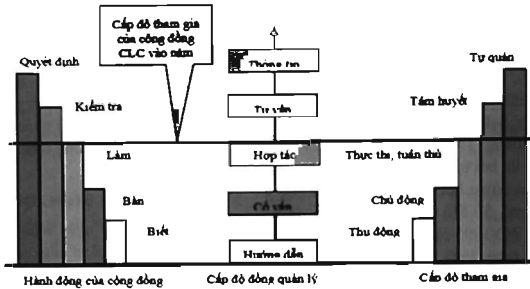 Cấp độ tham gia
của cộng đồng
CLC vào năm
Quyết định
Kiểm tra
Làm
Bàn
Biết
Thông tin
Tư vấn
Hợp tác
Cố vấn
Hướng dẫn
Tự quản
Tâm huyết
Thực thi, tuân thủ
Chủ động
Thu động
Hành động của cộng đồng
Cấp độ đồng quản lý
Cấp độ tham gia